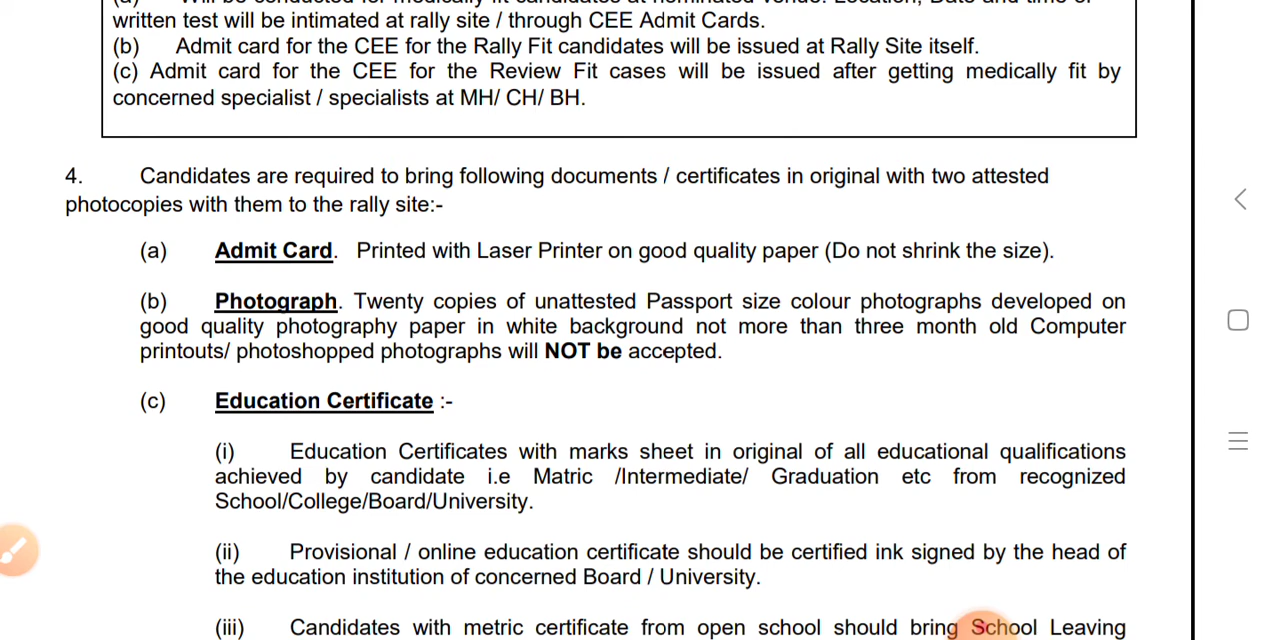 written test will be intimated at rally site / through CEE Admit Cards.
(b) Admit card for the CEE for the Rally Fit candidates will be issued at Rally Site itself.
(c) Admit card for the CEE for the Review Fit cases will be issued after getting medically fit by
concerned specialist / specialists at MH/ CH/ BH.
4. Candidates are required to bring following documents / certificates in original with two attested
photocopies with them to the rally site:-
(a) Admit Card. Printed with Laser Printer on good quality paper (Do not shrink the size).
(b) Photograph. Twenty copies of unattested Passport size colour photographs developed on
good quality photography paper in white background not more than three month old Computer
printouts/ photoshopped photographs will NOT be accepted.
(c) Education Certificate :-
(i) Education Certificates with marks sheet in original of all educational qualifications
achieved by candidate i.e Matric /Intermediate/ Graduation etc from recognized
School/College/Board/University.
(ii) Provisional / online education certificate should be certified ink signed by the head of
the education institution of concerned Board / University.
(iii) Candidates with metric certificate from open school should bring School Leaving